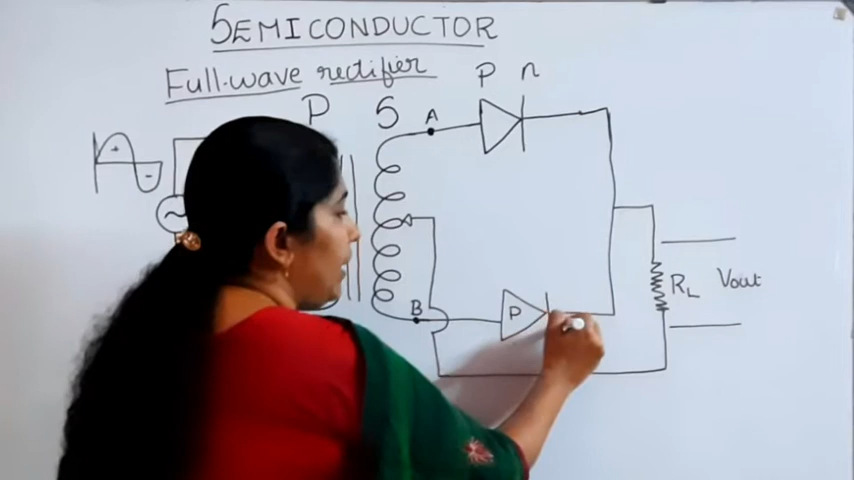 SEMICONDUCTOR
Full-wave rectifier
P n
P S A
+
-
~
B P
RL Vout